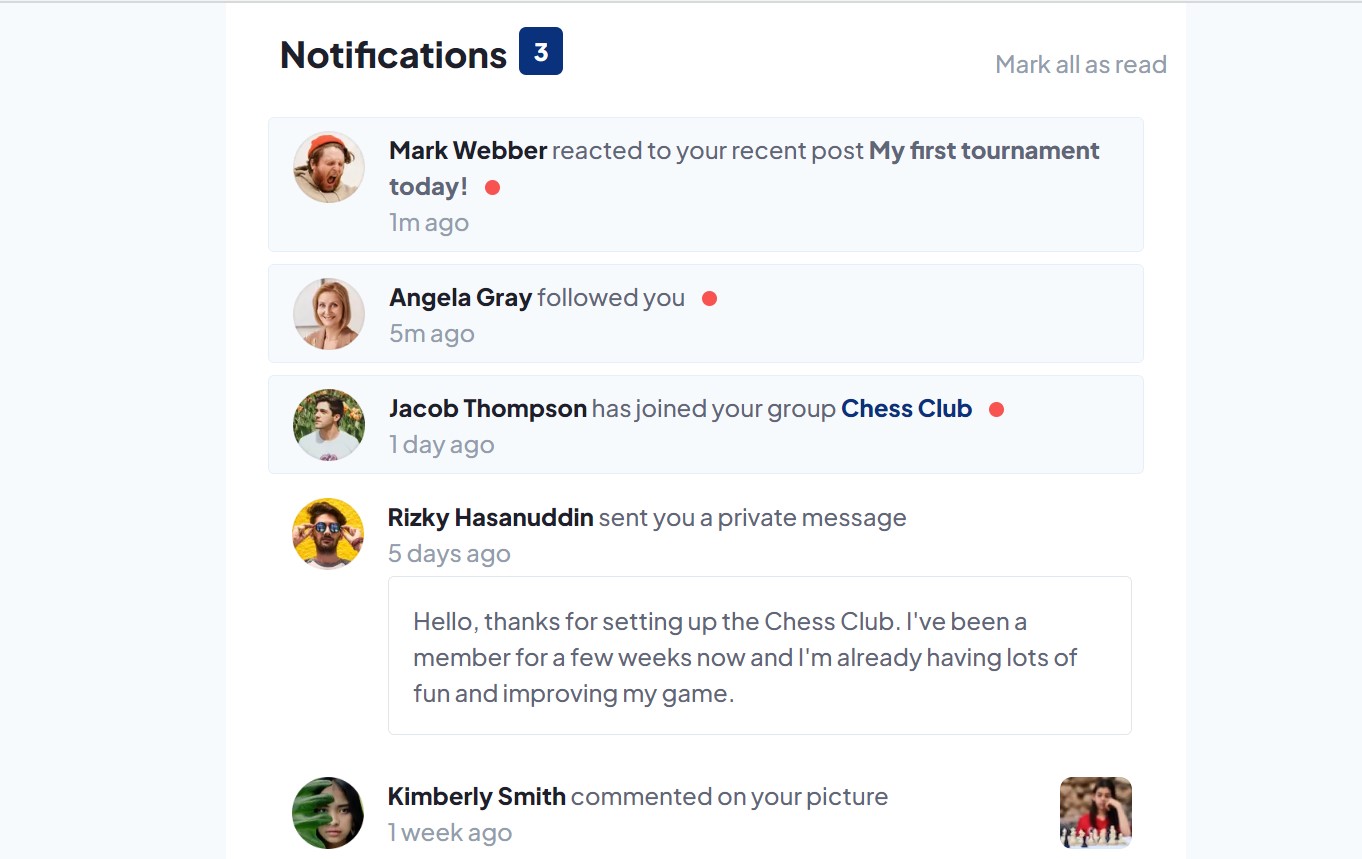 Notifications 3
Mark all as read
Mark Webber reacted to your recent post My first tournament
today!
1m ago
Angela Gray followed you
5m ago
Jacob Thompson has joined your group Chess Club
1 day ago
Rizky Hasanuddin sent you a private message
5 days ago
Hello, thanks for setting up the Chess Club. I've been a
member for a few weeks now and I'm already having lots of
fun and improving my game.
Kimberly Smith commented on your picture
1 week ago